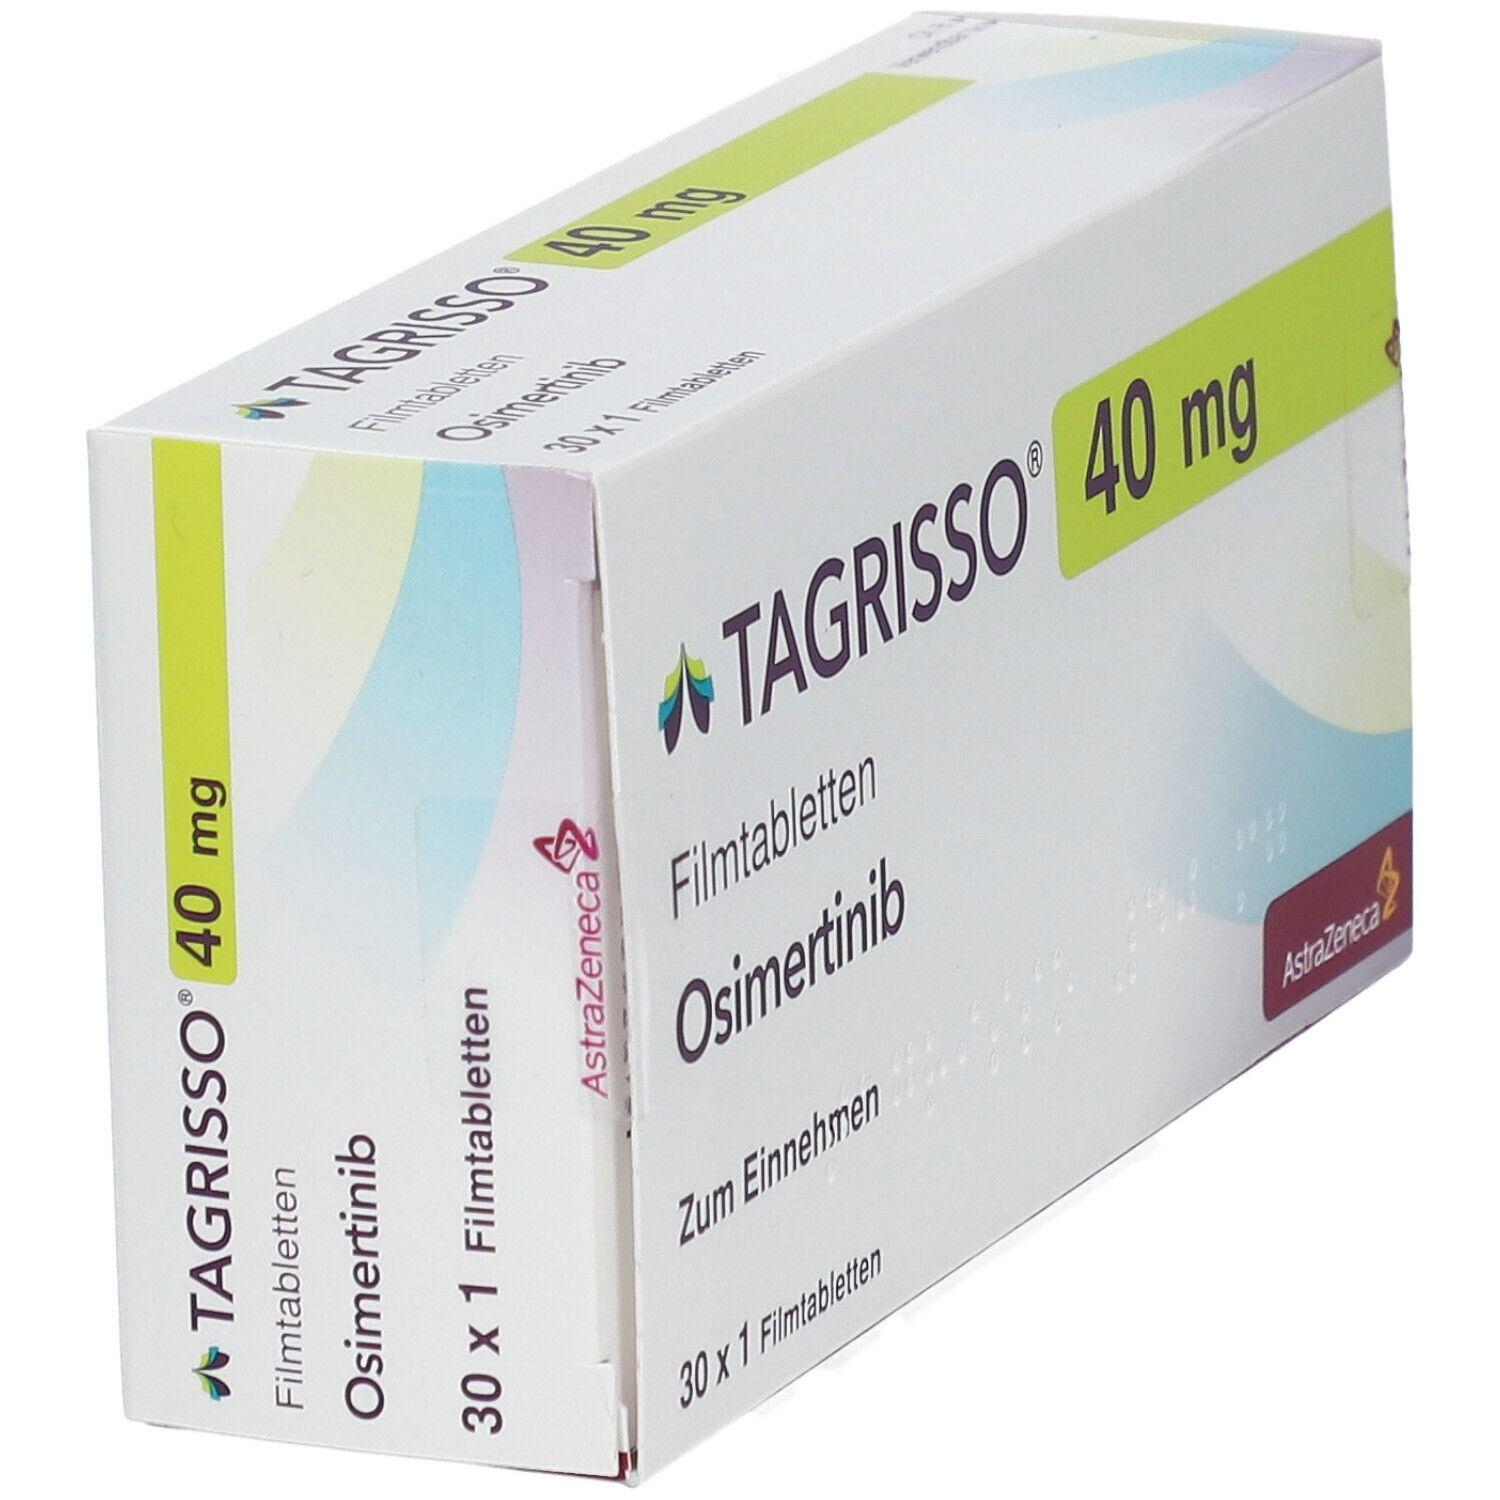 TAGRISSO® 40 mg
Filmtabletten
Osimertinib
30 x 1 Filmtabletten
TAGRISSO® 40 mg
Filmtabletten
Osimertinib
30 x 1 Filmtabletten
AstraZeneca
TAGRISSO® 40 mg
Filmtabletten
Osimertinib
Zum Einnehmen
30 x 1 Filmtabletten
AstraZeneca